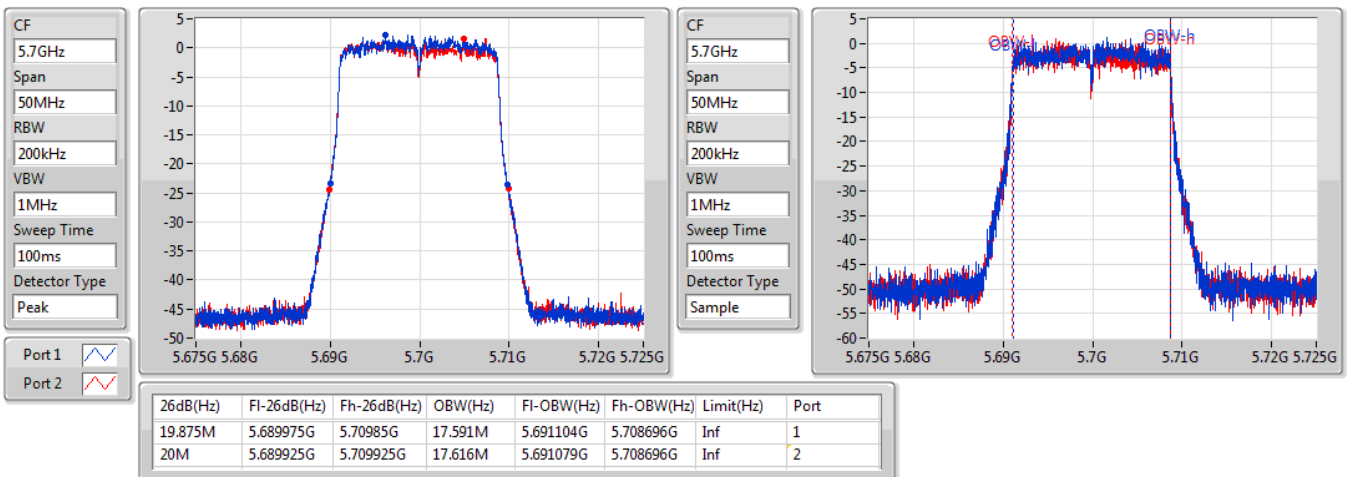 CF
5.7GHz
Span
50MHz
RBW
200kHz
VBW
1MHz
Sweep Time
100ms
Detector Type
Peak
5
0
-5
-10
-15
-20
-25
-30
-35
-40
-45
-50
5.675G 5.68G 5.69G 5.7G 5.71G 5.72G 5.725G
Port 1
Port 2
CF
5.7GHz
Span
50MHz
RBW
200kHz
VBW
1MHz
Sweep Time
100ms
Detector Type
Sample
5
0
-5
-10
-15
-20
-25
-30
-35
-40
-45
-50
-55
-60
OBW-l OBW-h
5.675G 5.68G 5.69G 5.7G 5.71G 5.72G 5.725G
26dB(Hz) Fl-26dB(Hz) Fh-26dB(Hz) OBW(Hz) Fl-OBW(Hz) Fh-OBW(Hz) Limit(Hz) Port
19.875M 5.689975G 5.70985G 17.591M 5.691104G 5.708696G Inf 1
20M 5.689925G 5.709925G 17.616M 5.691079G 5.708696G Inf 2